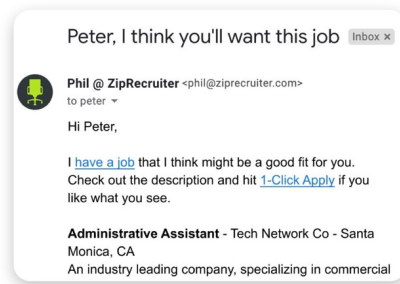 Peter, I think you'll want this job Inbox ×
Phil @ ZipRecruiter <phil@ziprecruiter.com>
to peter
Hi Peter,
I have a job that I think might be a good fit for you.
Check out the description and hit 1-Click Apply if you
like what you see.
Administrative Assistant - Tech Network Co - Santa
Monica, CA
An industry leading company, specializing in commercial